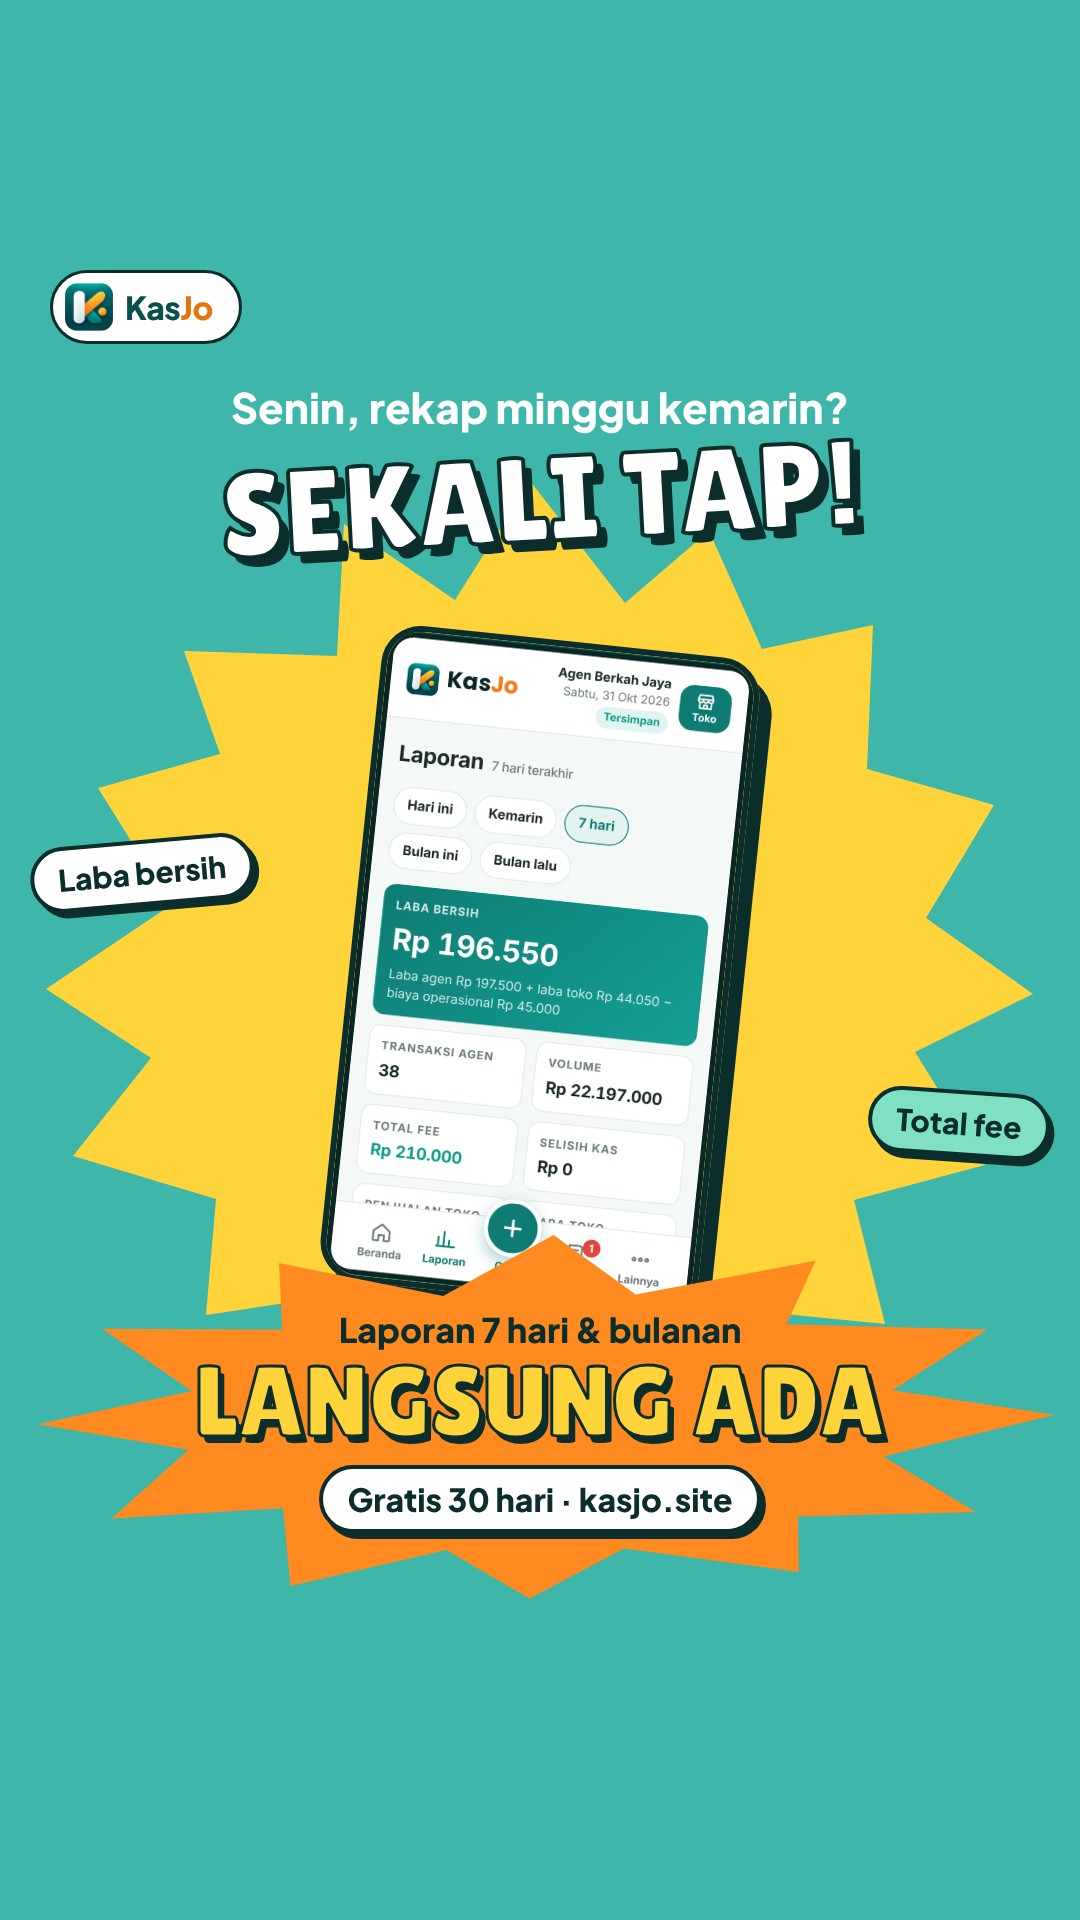 KasJo
Senin, rekap minggu kemarin?
SEKALI TAP!
KasJo
Agen Berkah Jaya
Sabtu, 31 Okt 2026
Tersimpan
Toko
Laporan 7 hari terakhir
Hari ini
Kemarin
7 hari
Bulan ini
Bulan lalu
Laba bersih
LABA BERSIH
Rp 196.550
Laba agen Rp 197.500 + laba toko Rp 44.050 –
biaya operasional Rp 45.000
TRANSAKSI AGEN
38
VOLUME
Rp 22.197.000
Total fee
TOTAL FEE
Rp 210.000
SELISIH KAS
Rp 0
PENJUALAN TOKO
Beranda
Laporan
1
Lainnya
Laporan 7 hari & bulanan
LANGSUNG ADA
Gratis 30 hari · kasjo.site